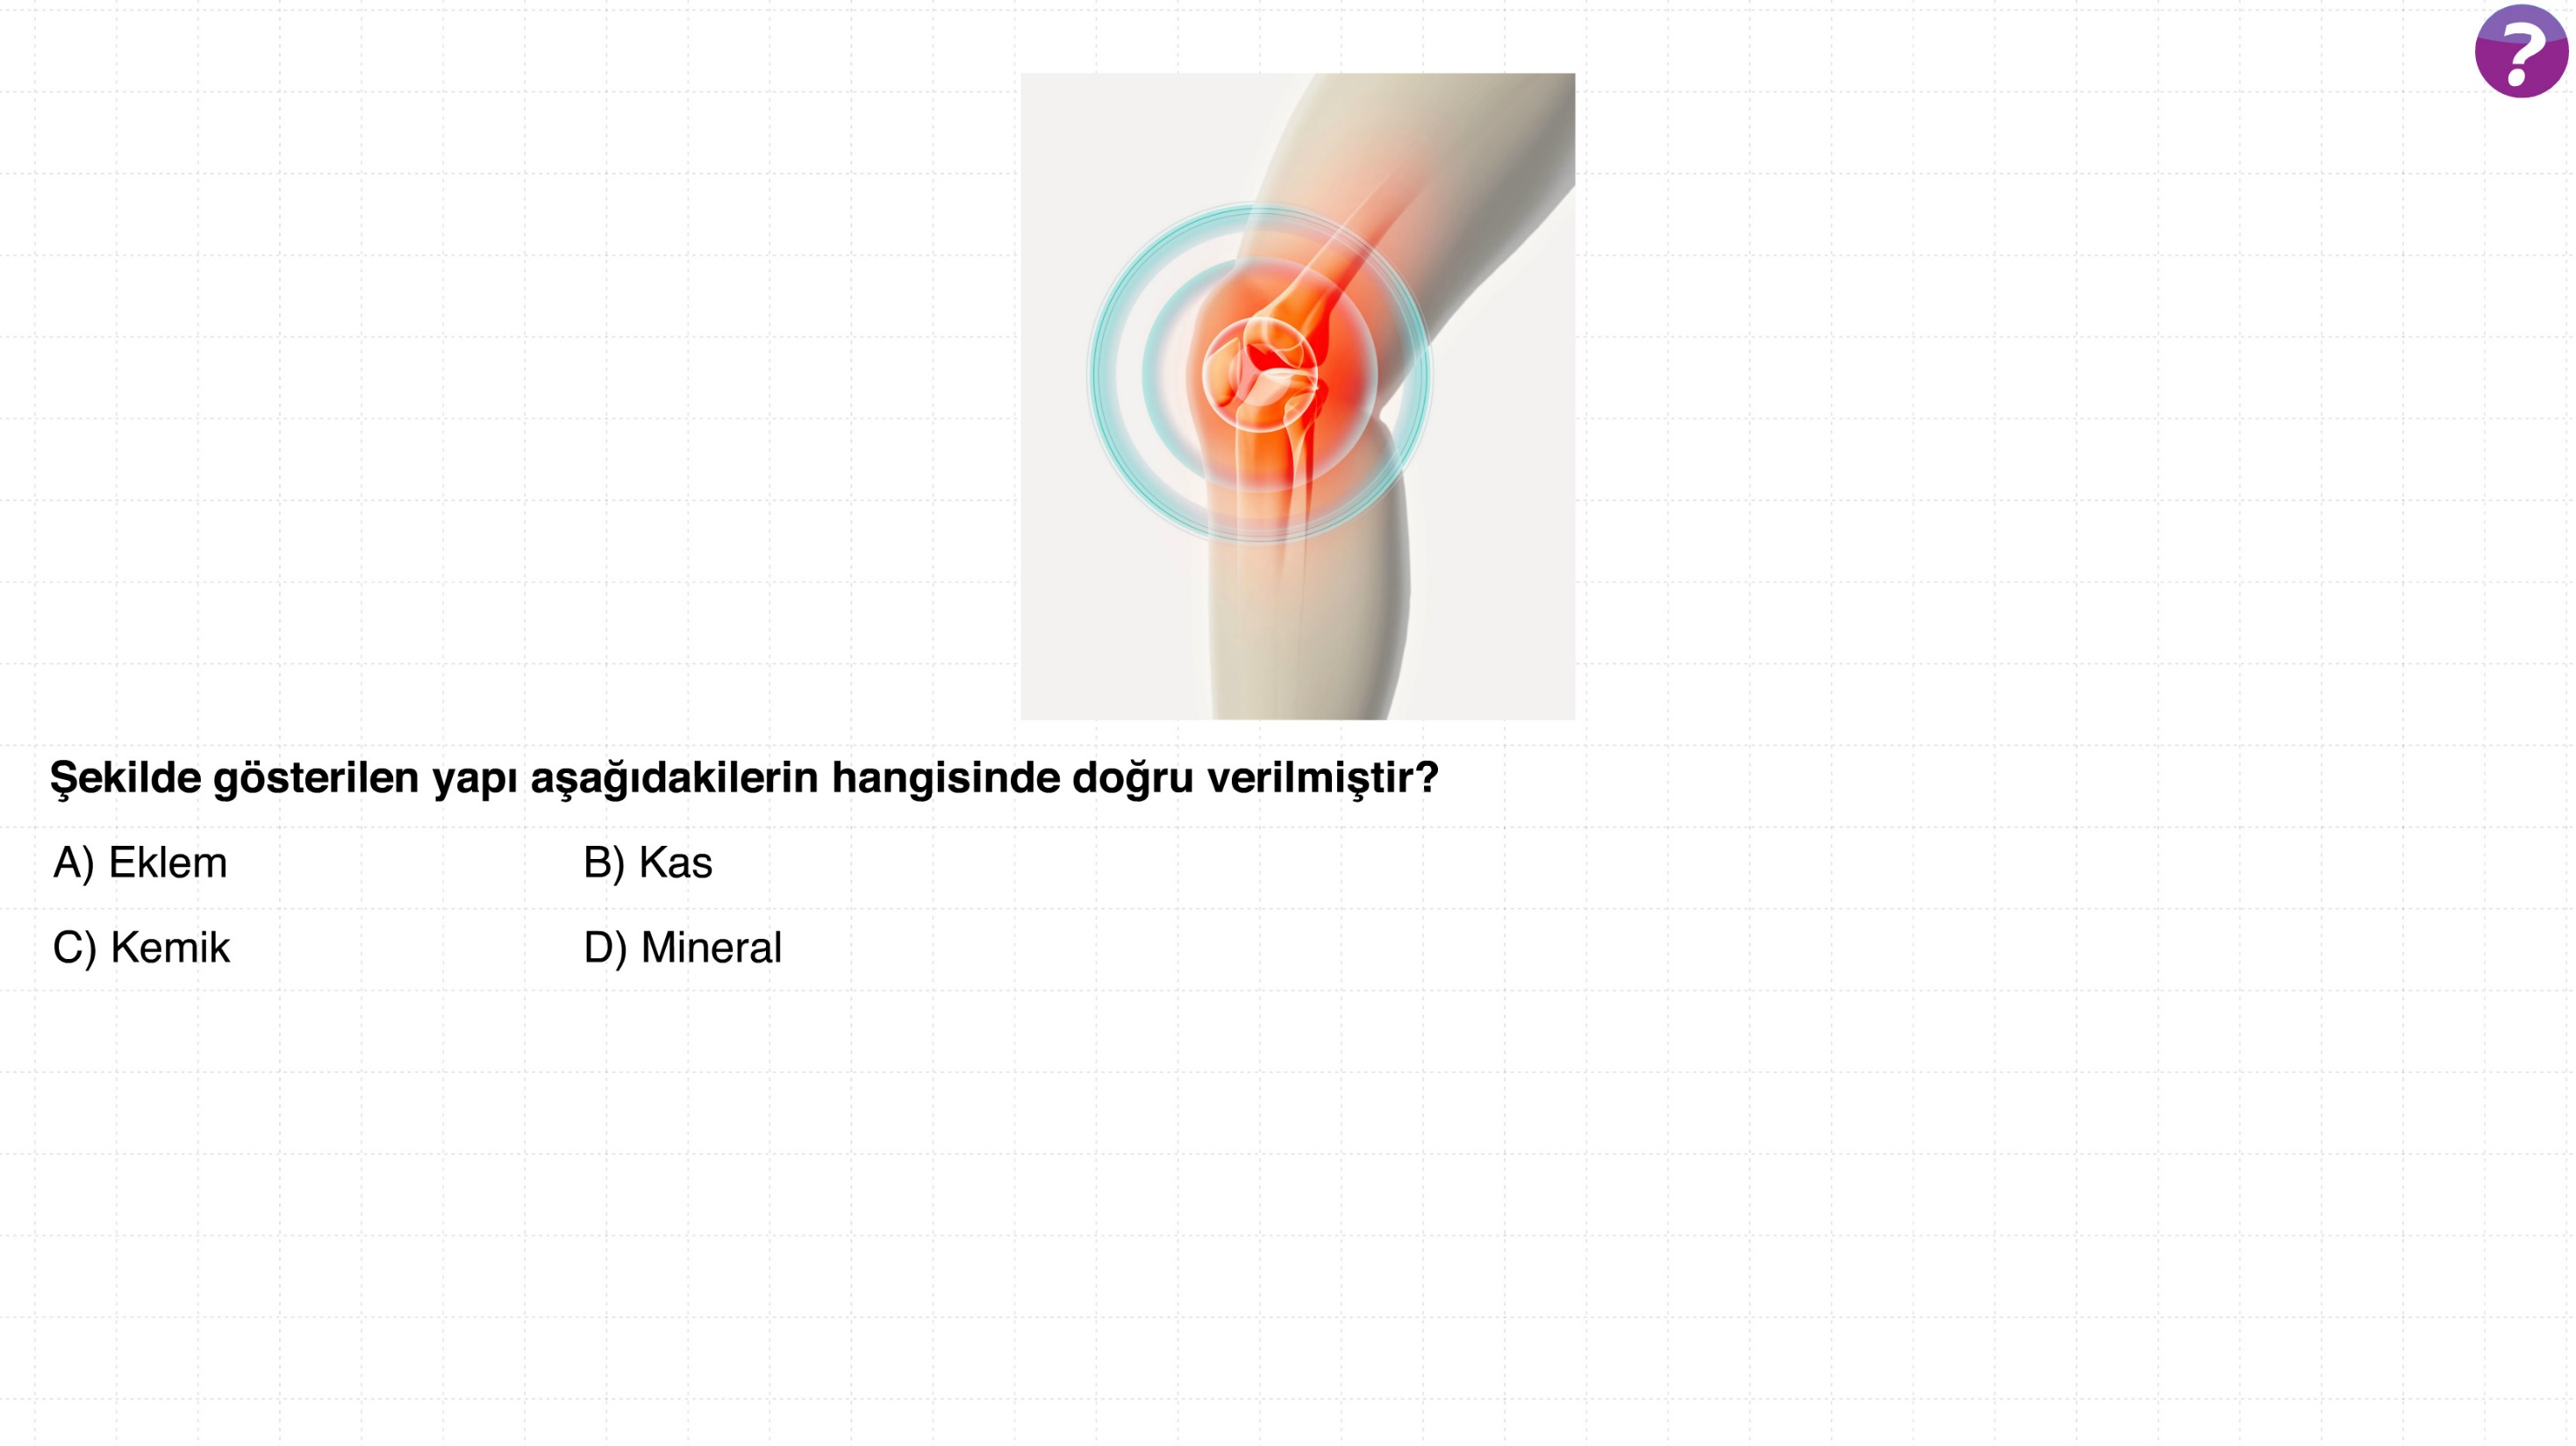 ?
Şekilde gösterilen yapı aşağıdakilerin hangisinde doğru verilmiştir?
A) Eklem B) Kas
C) Kemik D) Mineral